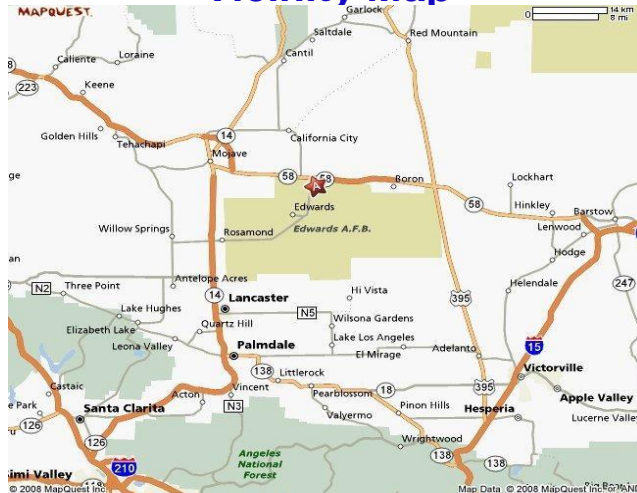 Vicinity Map
MAPQUEST.
14 km
8 mi
Garlock
Saltdale
Red Mountain
Cantil
Loraine
Caliente
223
Keene
Golden Hills
Tehachapi
14
California City
Mojave
58
A
58
Boron
Lockhart
58
Hinkley
Barstow
Edwards
Edwards A.F.B.
Willow Springs
Rosamond
Lenwood
Hodge
247
N2
Three Point
Antelope Acres
14
Lancaster
Hi Vista
395
Helendale
Lake Hughes
N5
Wilsona Gardens
Elizabeth Lake
Quartz Hill
Leona Valley
Lake Los Angeles
El Mirage
Adelanto
15
Palmdale
138
Littlerock
Victorville
Castaic
Acton
Vincent
N3
Pearblossom
18
395
Apple Valley
Valyermo
Pinon Hills
Hesperia
Lucerne Valley
Santa Clarita
126
126
Wrightwood
138
Angeles
National
Forest
210
Simi Valley
© 2008 MapQuest Inc.
Map Data © 2008 MapQuest Inc.